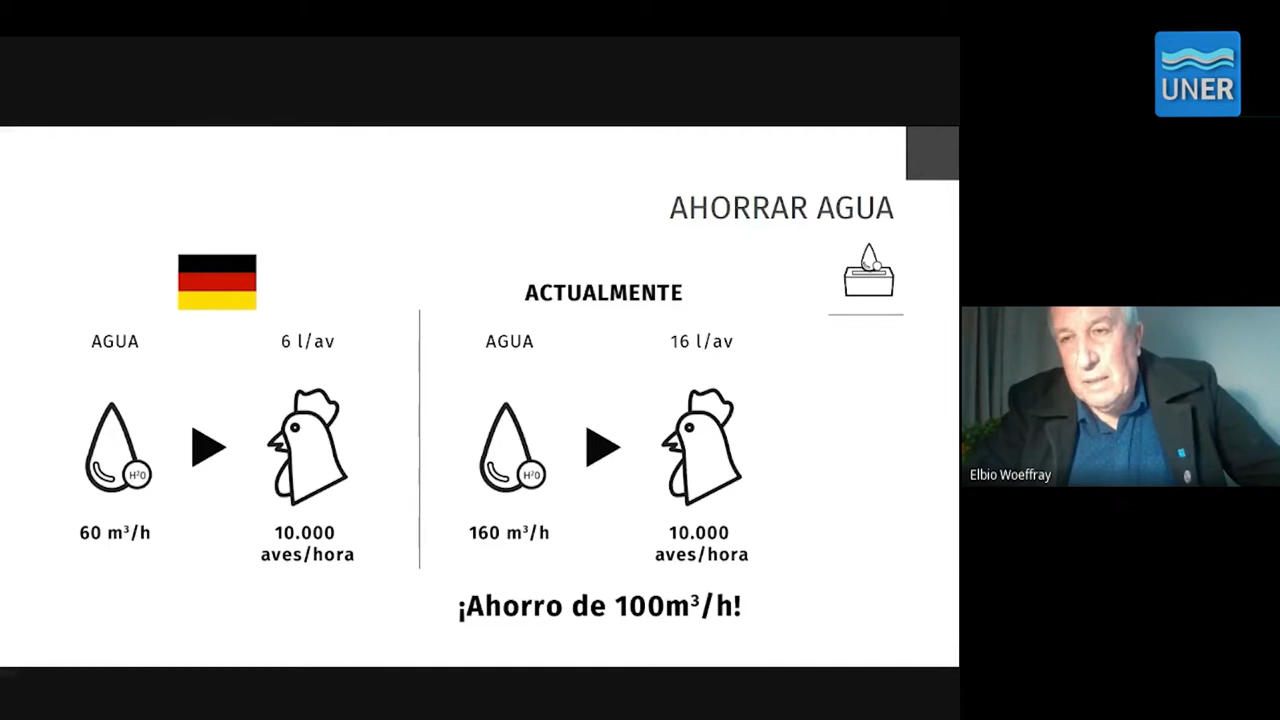 UNER
AHORRAR AGUA
ACTUALMENTE
AGUA
6 l/av
AGUA
16 l/av
H²O
H²O
60 m³/h
10.000
aves/hora
160 m³/h
10.000
aves/hora
¡Ahorro de 100m³/h!
Elbio Woeffray